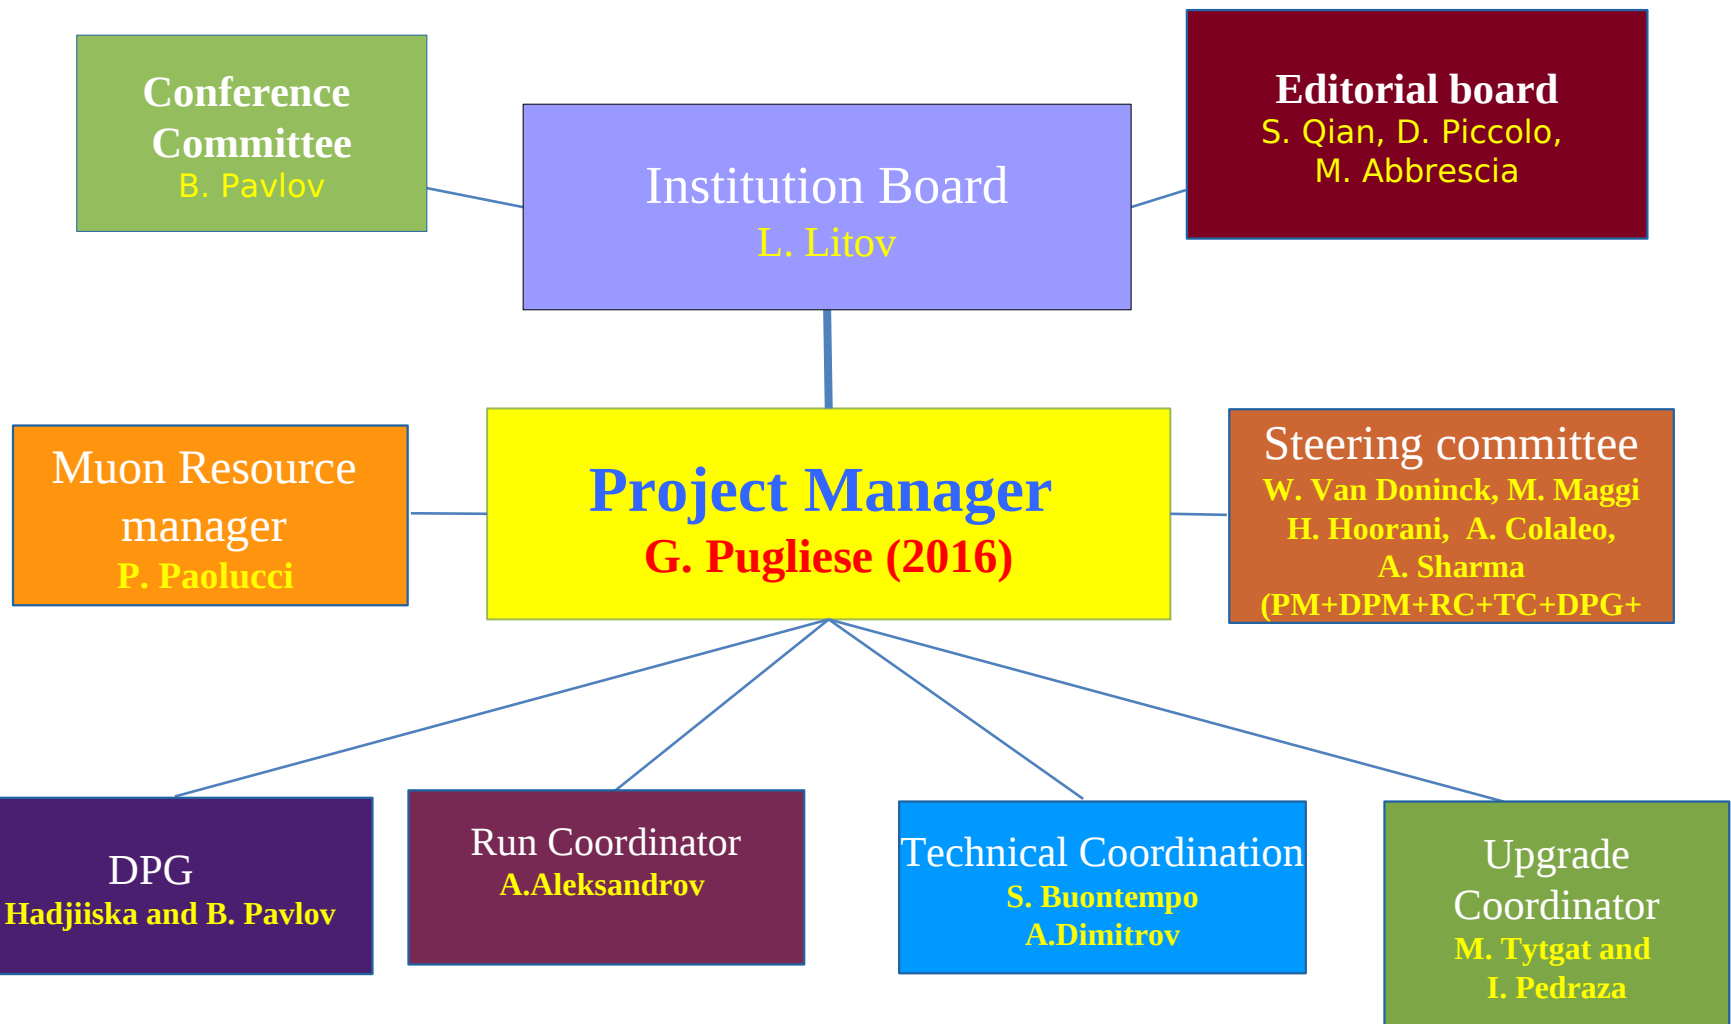 Conference
Committee
B. Pavlov
Editorial board
S. Qian, D. Piccolo,
M. Abbrescia
Institution Board
L. Litov
Muon Resource
manager
P. Paolucci
Project Manager
G. Pugliese (2016)
Steering committee
W. Van Doninck, M. Maggi
H. Hoorani, A. Colaleo,
A. Sharma
(PM+DPM+RC+TC+DPG+
DPG
Hadjiiska and B. Pavlov
Run Coordinator
A.Aleksandrov
Technical Coordination
S. Buontempo
A.Dimitrov
Upgrade
Coordinator
M. Tytgat and
I. Pedraza